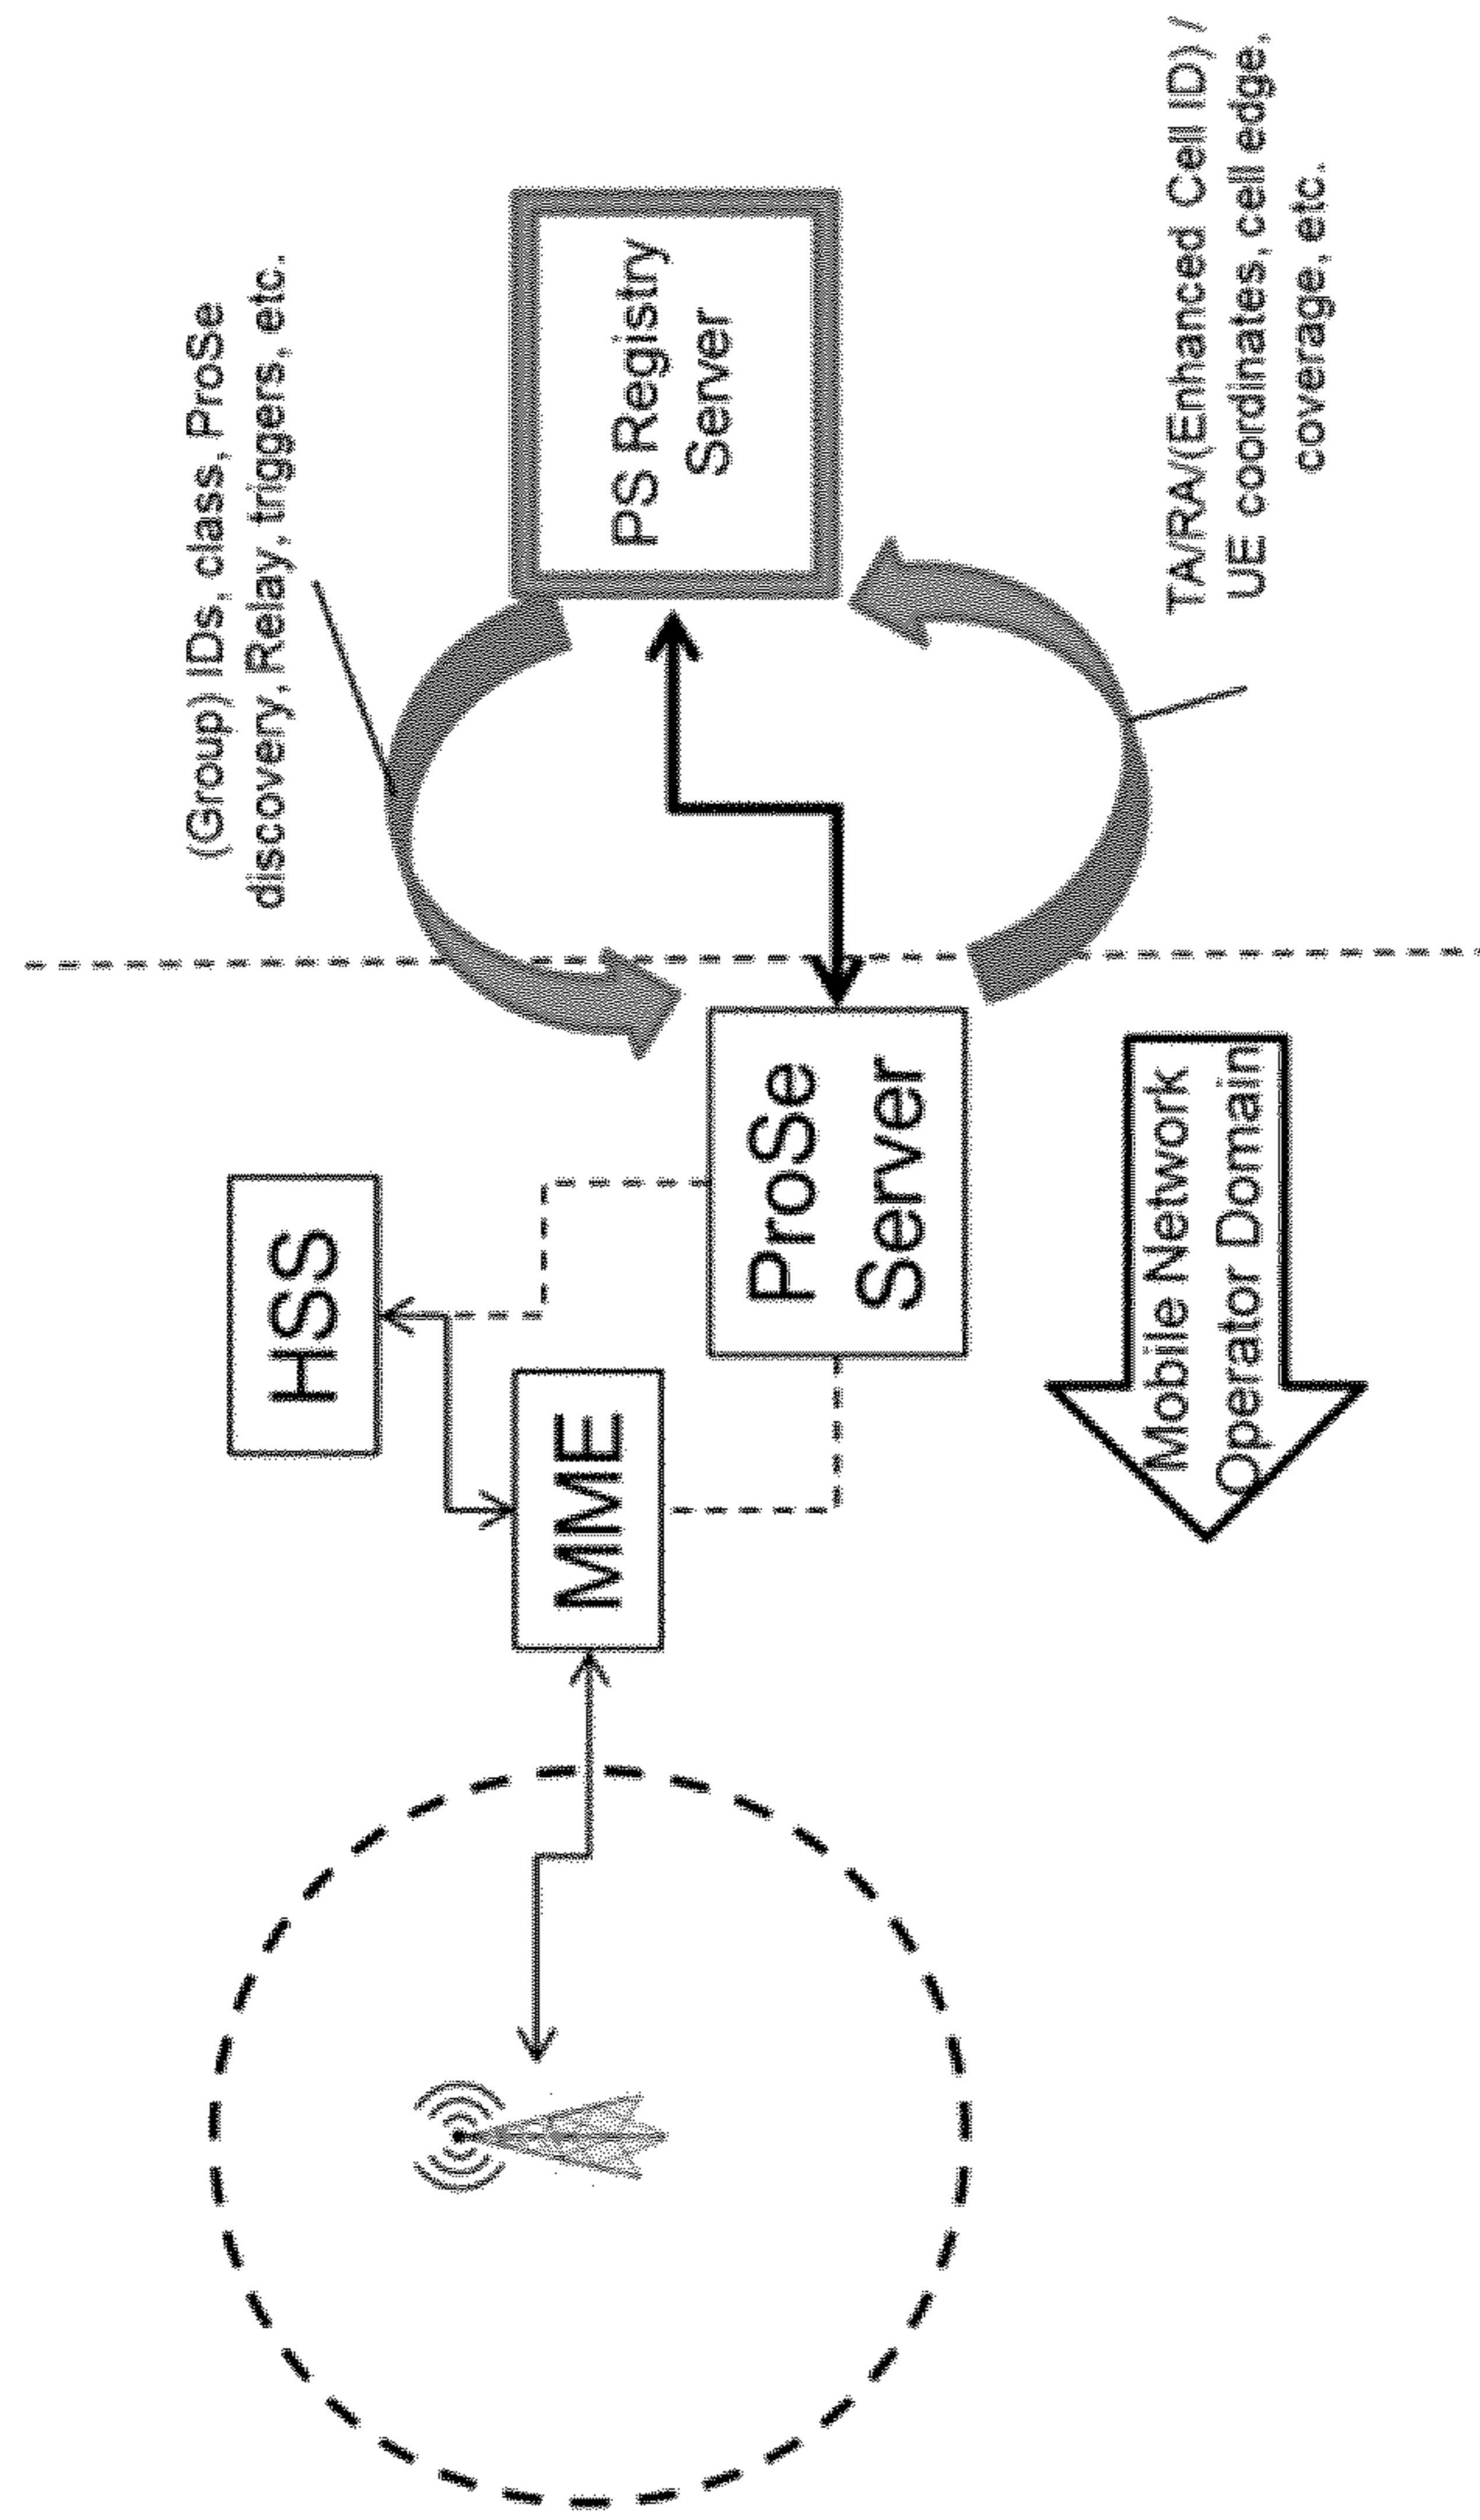 (Group) IDs, class, ProSe
discovery, Relay, triggers, etc.
HSS
MME
ProSe
Server
PS Registry
Server
Mobile Network
Operator Domain
TA/RA/(Enhanced Cell ID) /
UE coordinates, cell edge,
coverage, etc.